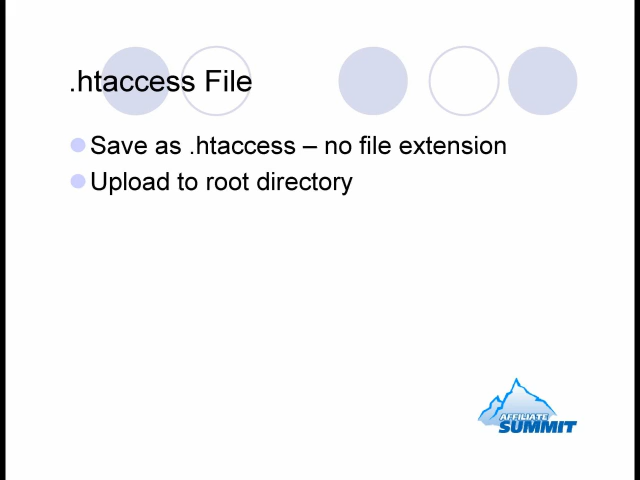 .htaccess File
Save as .htaccess – no file extension
Upload to root directory
AFFILIATE
SUMMIT